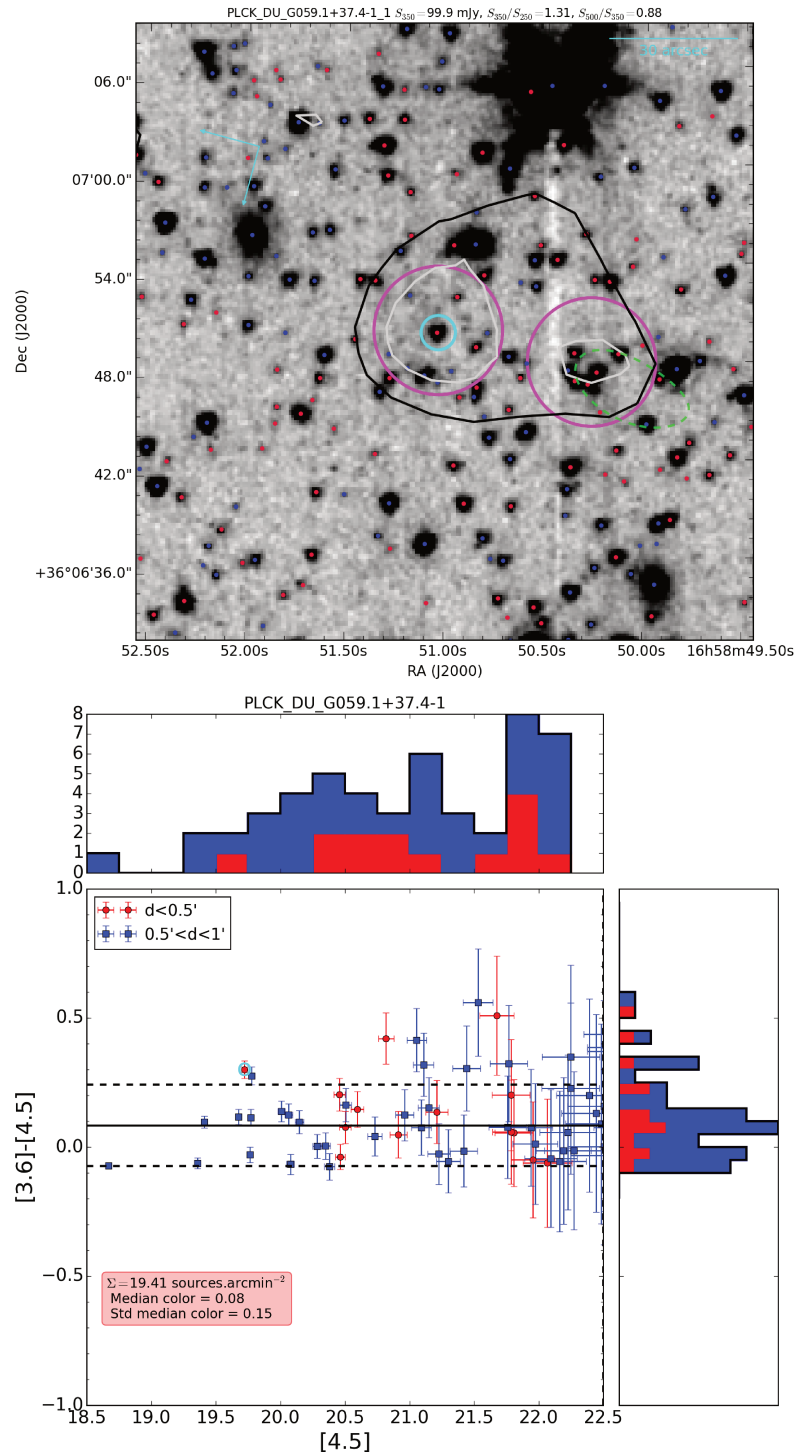 PLCK_DU_G059.1+37.4-1_1 S350=99.9 mJy, S350/S250=1.31, S500/S350=0.88
30 arcsec
06.0"
07'00.0"
54.0"
48.0"
42.0"
+36°06'36.0"
Dec (J2000)
52.50s 52.00s 51.50s 51.00s 50.50s 50.00s 16h58m49.50s
RA (J2000)
PLCK_DU_G059.1+37.4-1
8
7
6
5
4
3
2
1
0
1.0
0.5
0.0
−0.5
−1.0
[3.6]-[4.5]
d<0.5'
0.5'<d<1'
Σ=19.41 sources.arcmin−2
Median color = 0.08
Std median color = 0.15
18.5 19.0 19.5 20.0 20.5 21.0 21.5 22.0 22.5
[4.5]